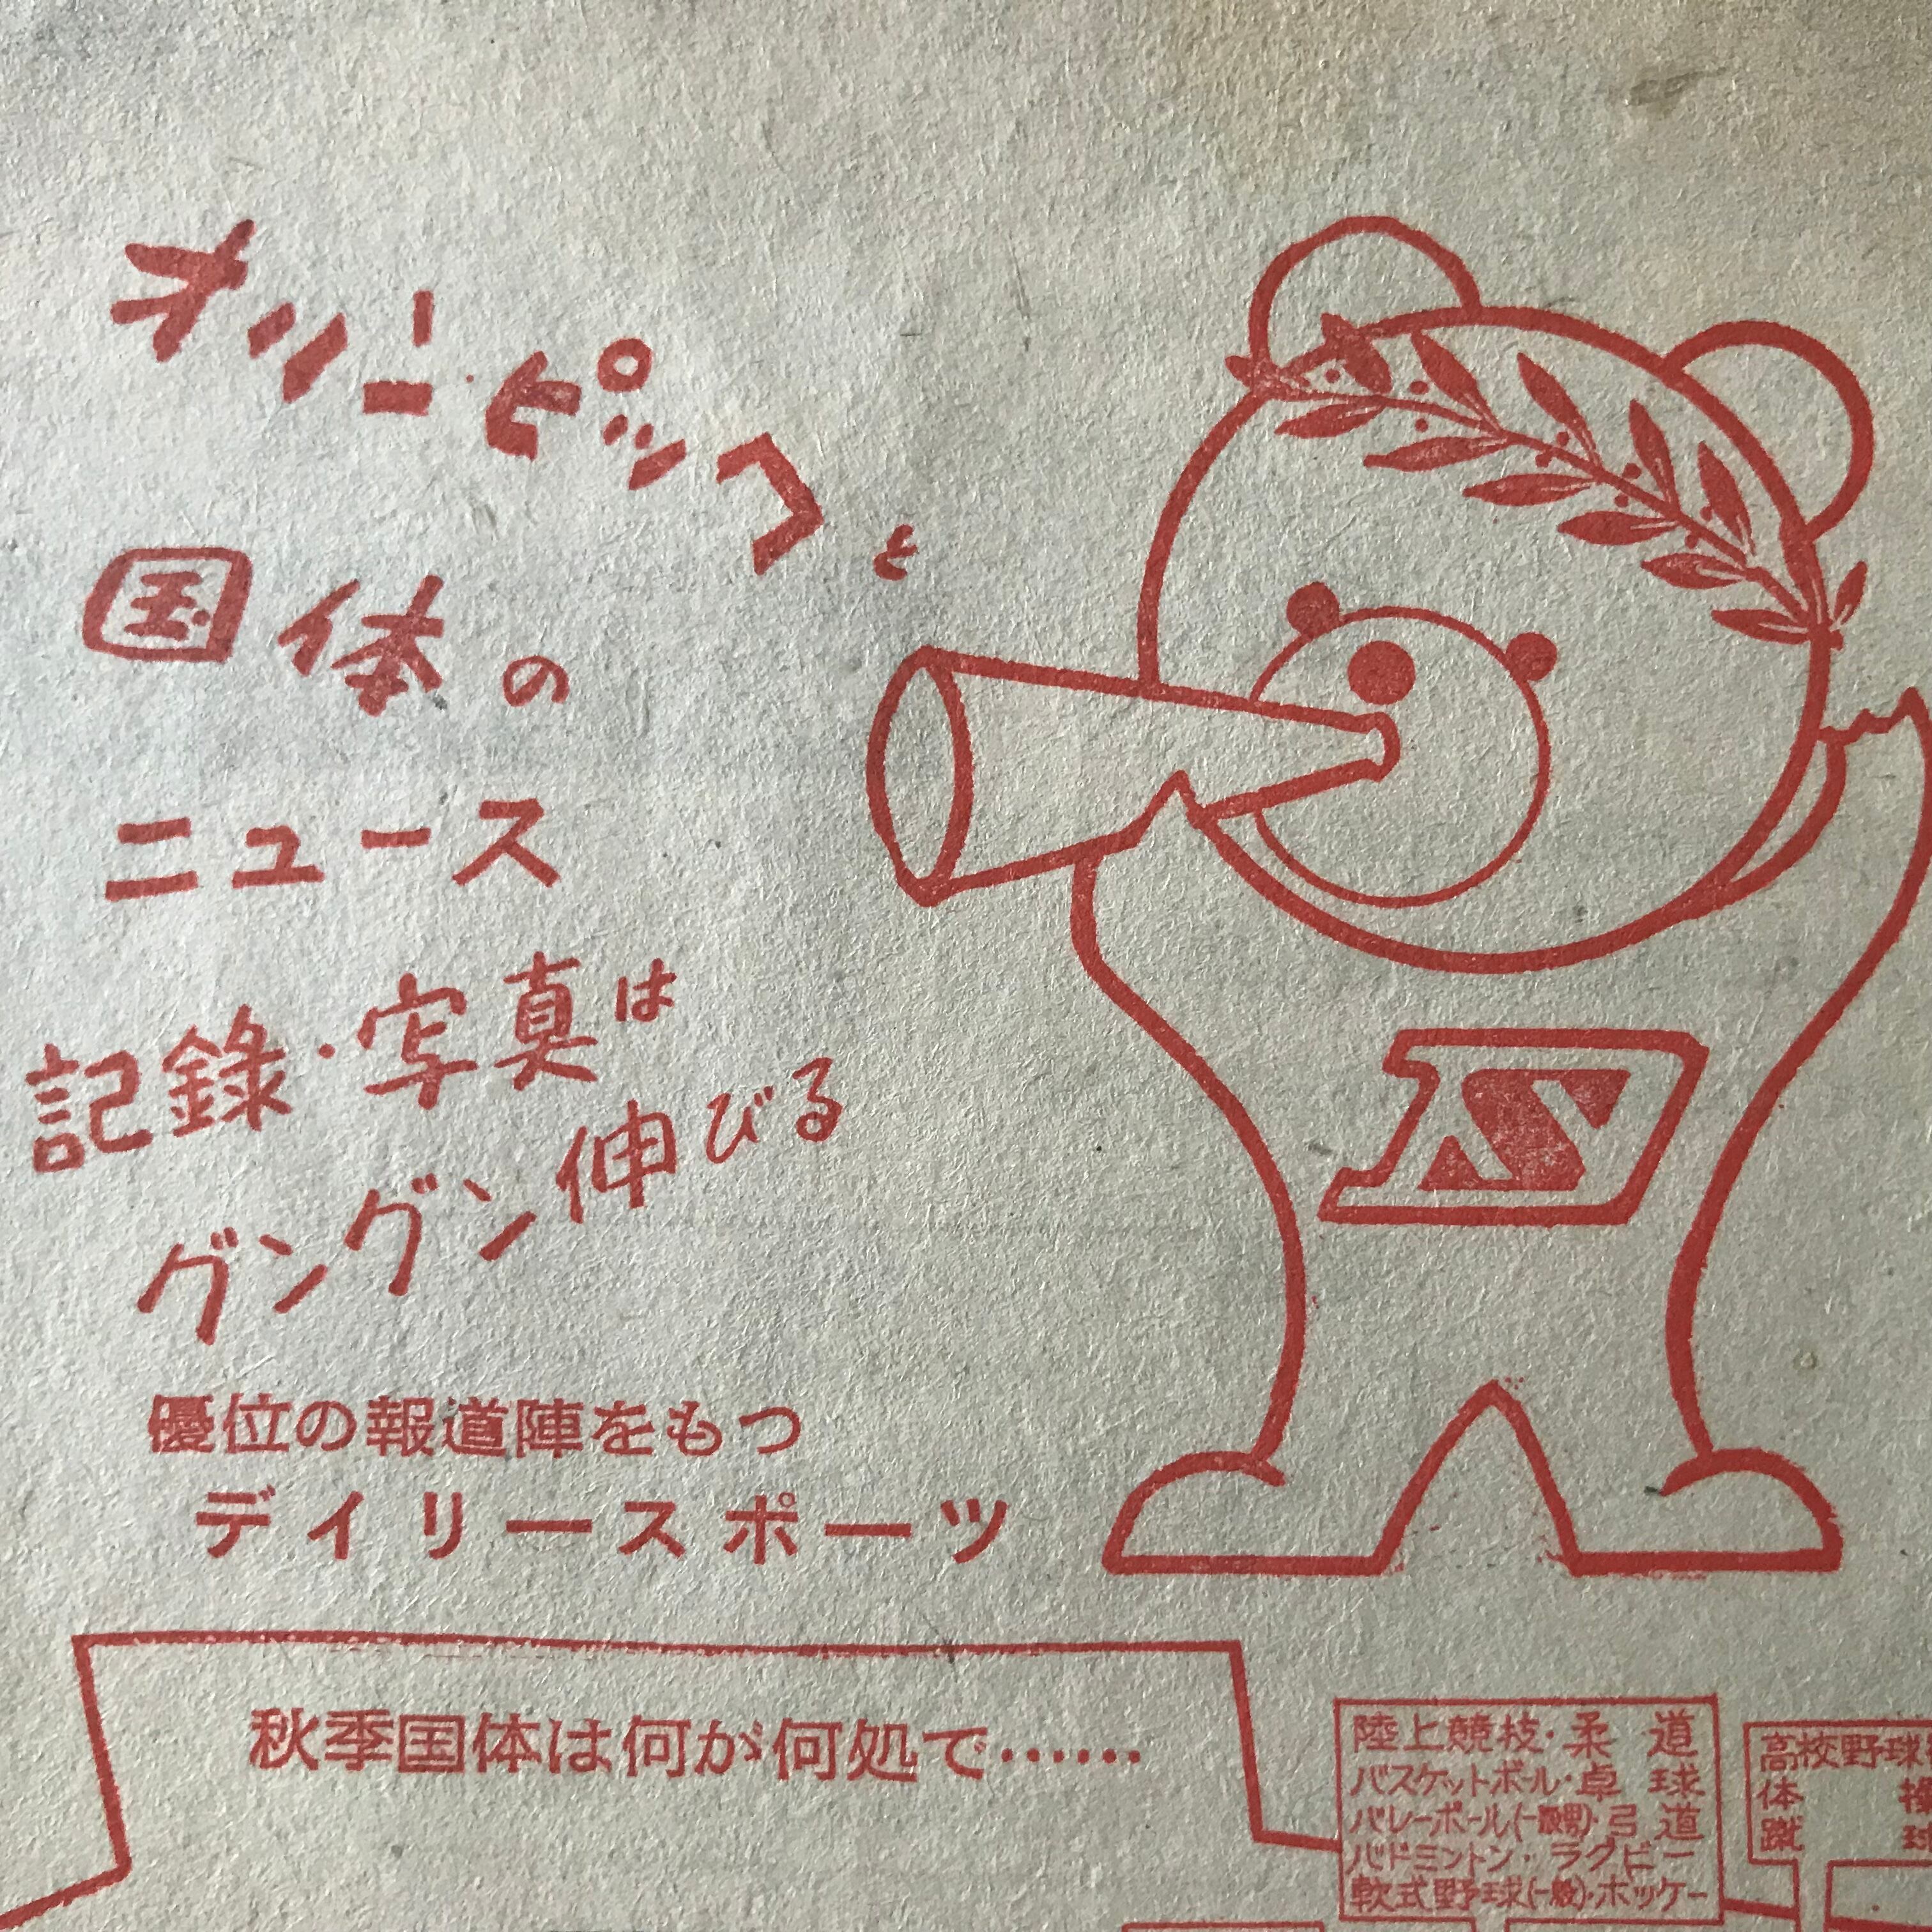 オリンピックと
国体の
ニュース
記録・写真は
グングン伸びる
優位の報道陣をもつ
デイリースポーツ
秋季国体は何が何処で……
陸上競技・柔道
バスケットボール・卓球
バレーボール(一般男)・弓道
バドミントン・ラグビー
軟式野球(一般)・ホッケー
高校野球
体
蹴球